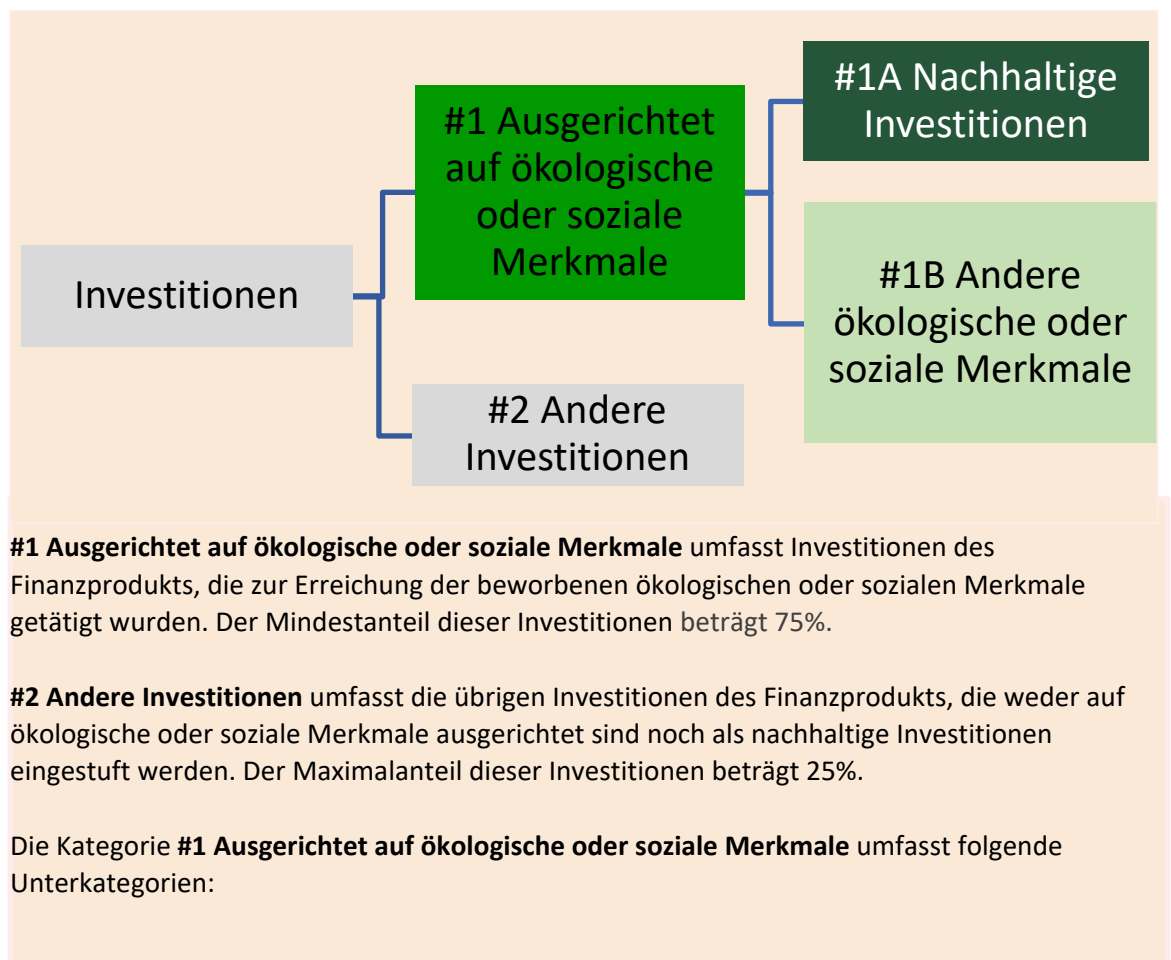 #1A Nachhaltige
Investitionen
#1 Ausgerichtet
auf ökologische
oder soziale
Merkmale
Investitionen
#1B Andere
ökologische oder
soziale Merkmale
#2 Andere
Investitionen
#1 Ausgerichtet auf ökologische oder soziale Merkmale umfasst Investitionen des
Finanzprodukts, die zur Erreichung der beworbenen ökologischen oder sozialen Merkmale
getätigt wurden. Der Mindestanteil dieser Investitionen beträgt 75%.
#2 Andere Investitionen umfasst die übrigen Investitionen des Finanzprodukts, die weder auf
ökologische oder soziale Merkmale ausgerichtet sind noch als nachhaltige Investitionen
eingestuft werden. Der Maximalanteil dieser Investitionen beträgt 25%.
Die Kategorie #1 Ausgerichtet auf ökologische oder soziale Merkmale umfasst folgende
Unterkategorien: